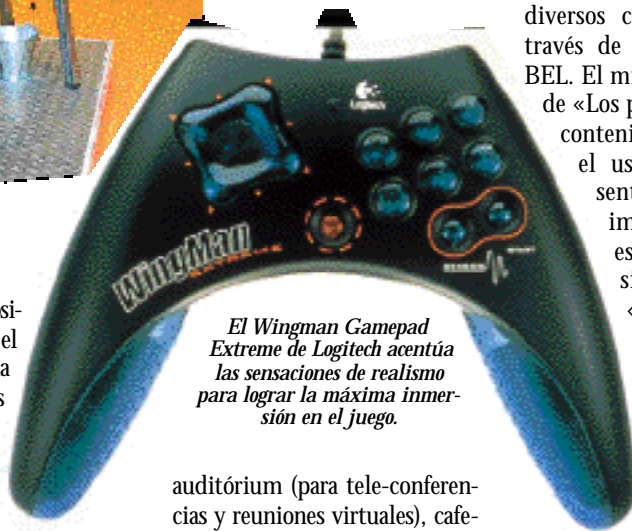 diversos c
través de
BEL. El mi
de «Los p
conteni
el us
sent
im
es
si
«
Logitech
WingMan
EXTREME
si-
el
a
s
El Wingman Gamepad
Extreme de Logitech acentúa
las sensaciones de realismo
para lograr la máxima inmer-
sión en el juego.
auditórium (para tele-conferen-
cias y reuniones virtuales), cafe-